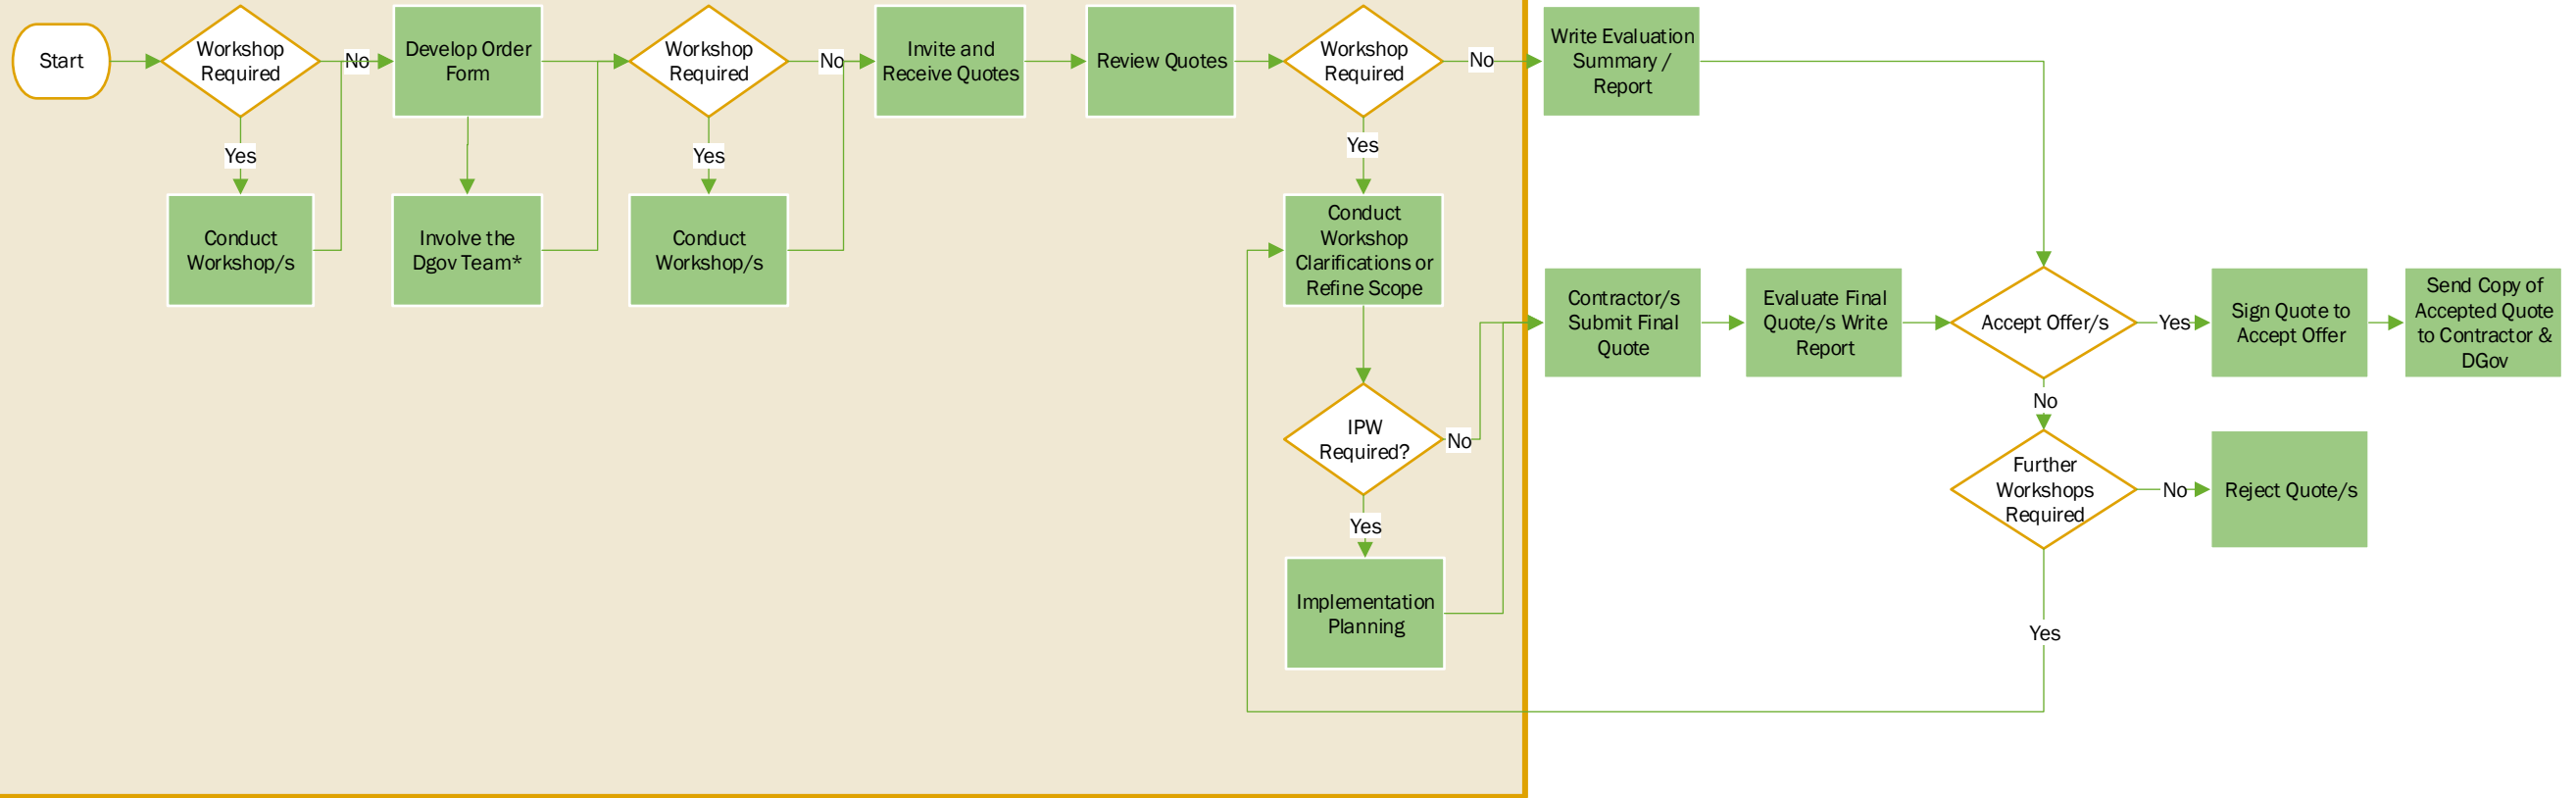 Start
Workshop
Required
No
Yes
Conduct
Workshop/s
Develop Order
Form
Involve the
Dgov Team*
Workshop
Required
No
Yes
Conduct
Workshop/s
Invite and
Receive Quotes
Review Quotes
Workshop
Required
No
Yes
Conduct
Workshop
Clarifications or
Refine Scope
IPW
Required?
No
Yes
Implementation
Planning
Write Evaluation
Summary /
Report
Contractor/s
Submit Final
Quote
Evaluate Final
Quote/s Write
Report
Accept Offer/s
Yes
Sign Quote to
Accept Offer
Send Copy of
Accepted Quote
to Contractor &
DGov
No
Further
Workshops
Required
No
Reject Quote/s
Yes